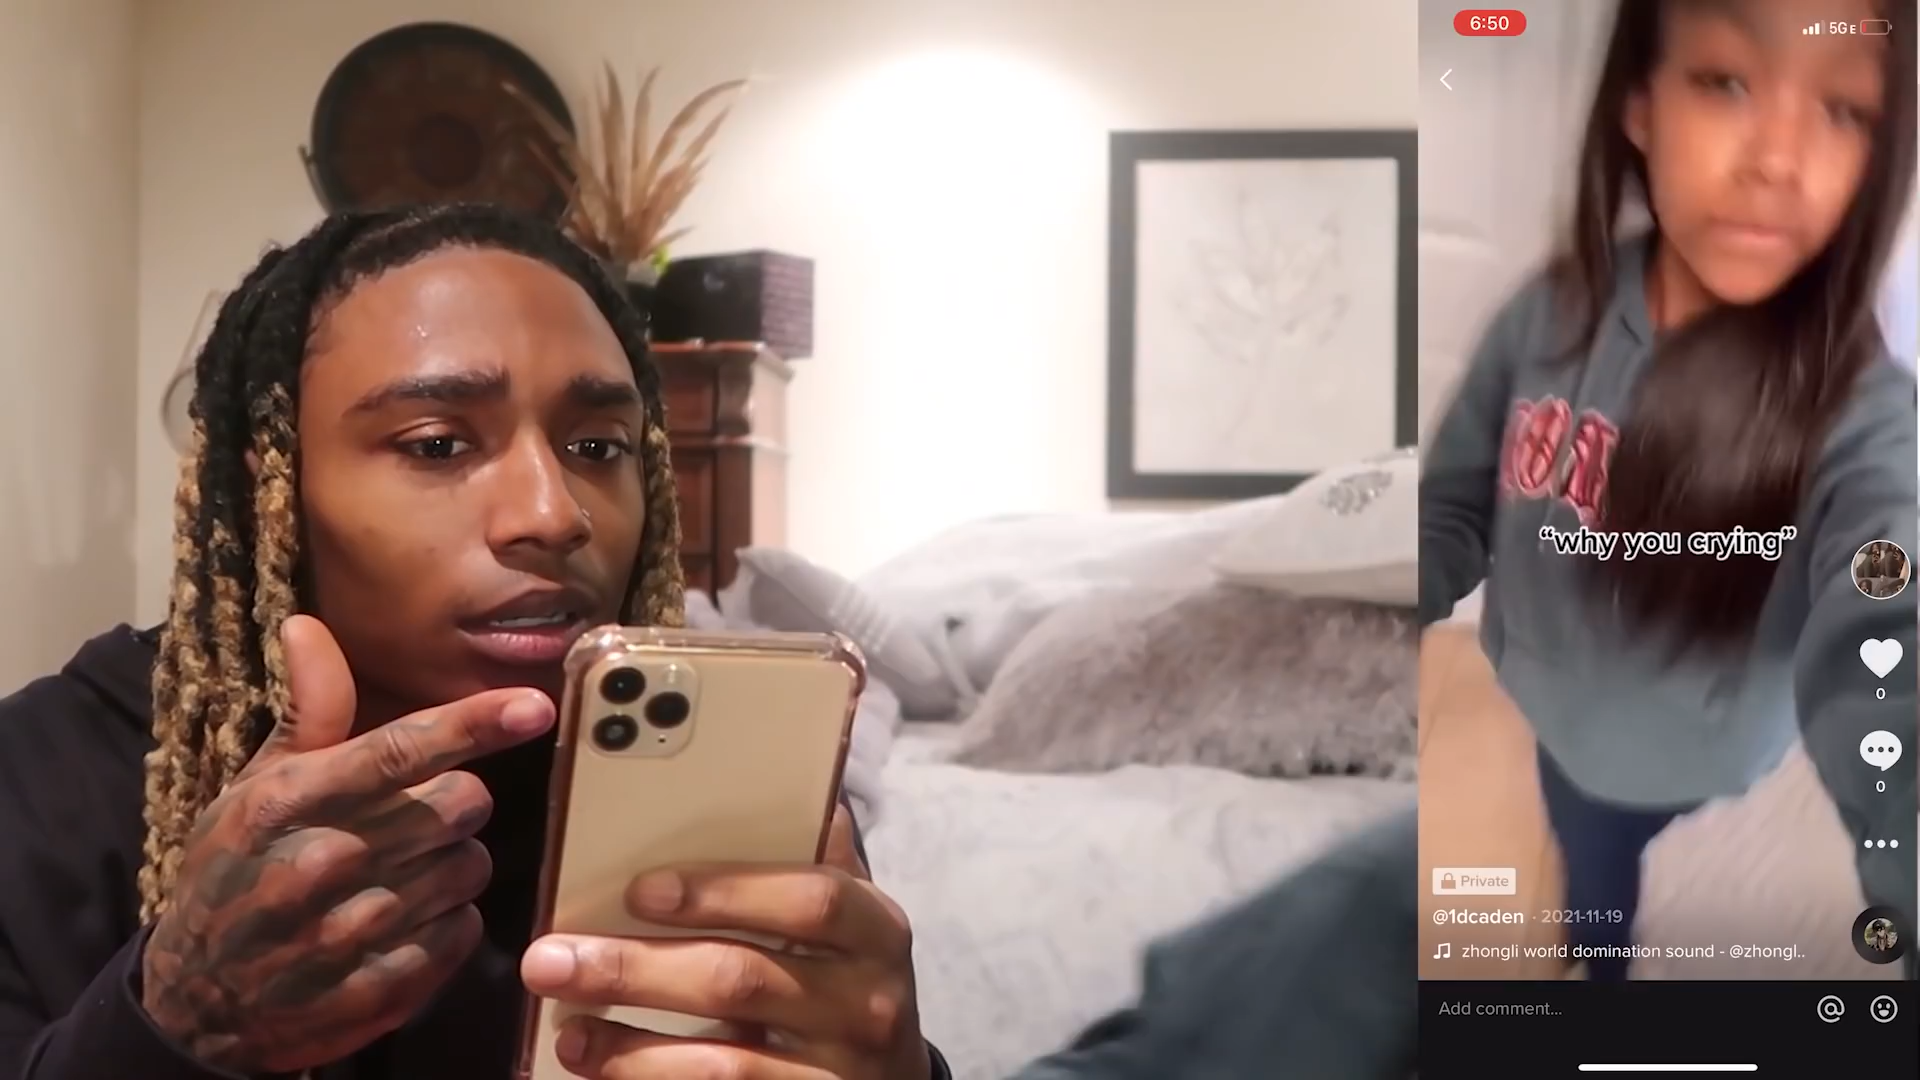 6:50
5GE
“why you crying”
0
0
Private
@1dcaden · 2021-11-19
zhongli world domination sound - @zhongl..
Add comment...